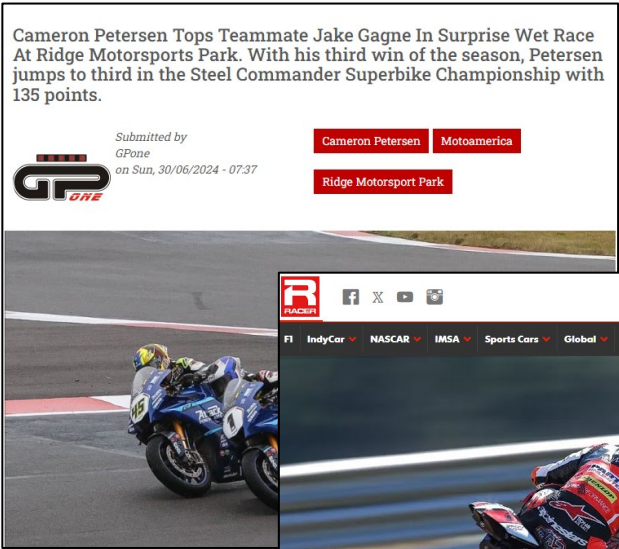 Cameron Petersen Tops Teammate Jake Gagne In Surprise Wet Race
At Ridge Motorsports Park. With his third win of the season, Petersen
jumps to third in the Steel Commander Superbike Championship with
135 points.
Submitted by
GPone
on Sun, 30/06/2024 - 07:37
GP
ONE
Cameron Petersen
Motoamerica
Ridge Motorsport Park
R
RACER
F1
IndyCar
NASCAR
IMSA
Sports Cars
Global
45
1
DUNLOP
alpinestars